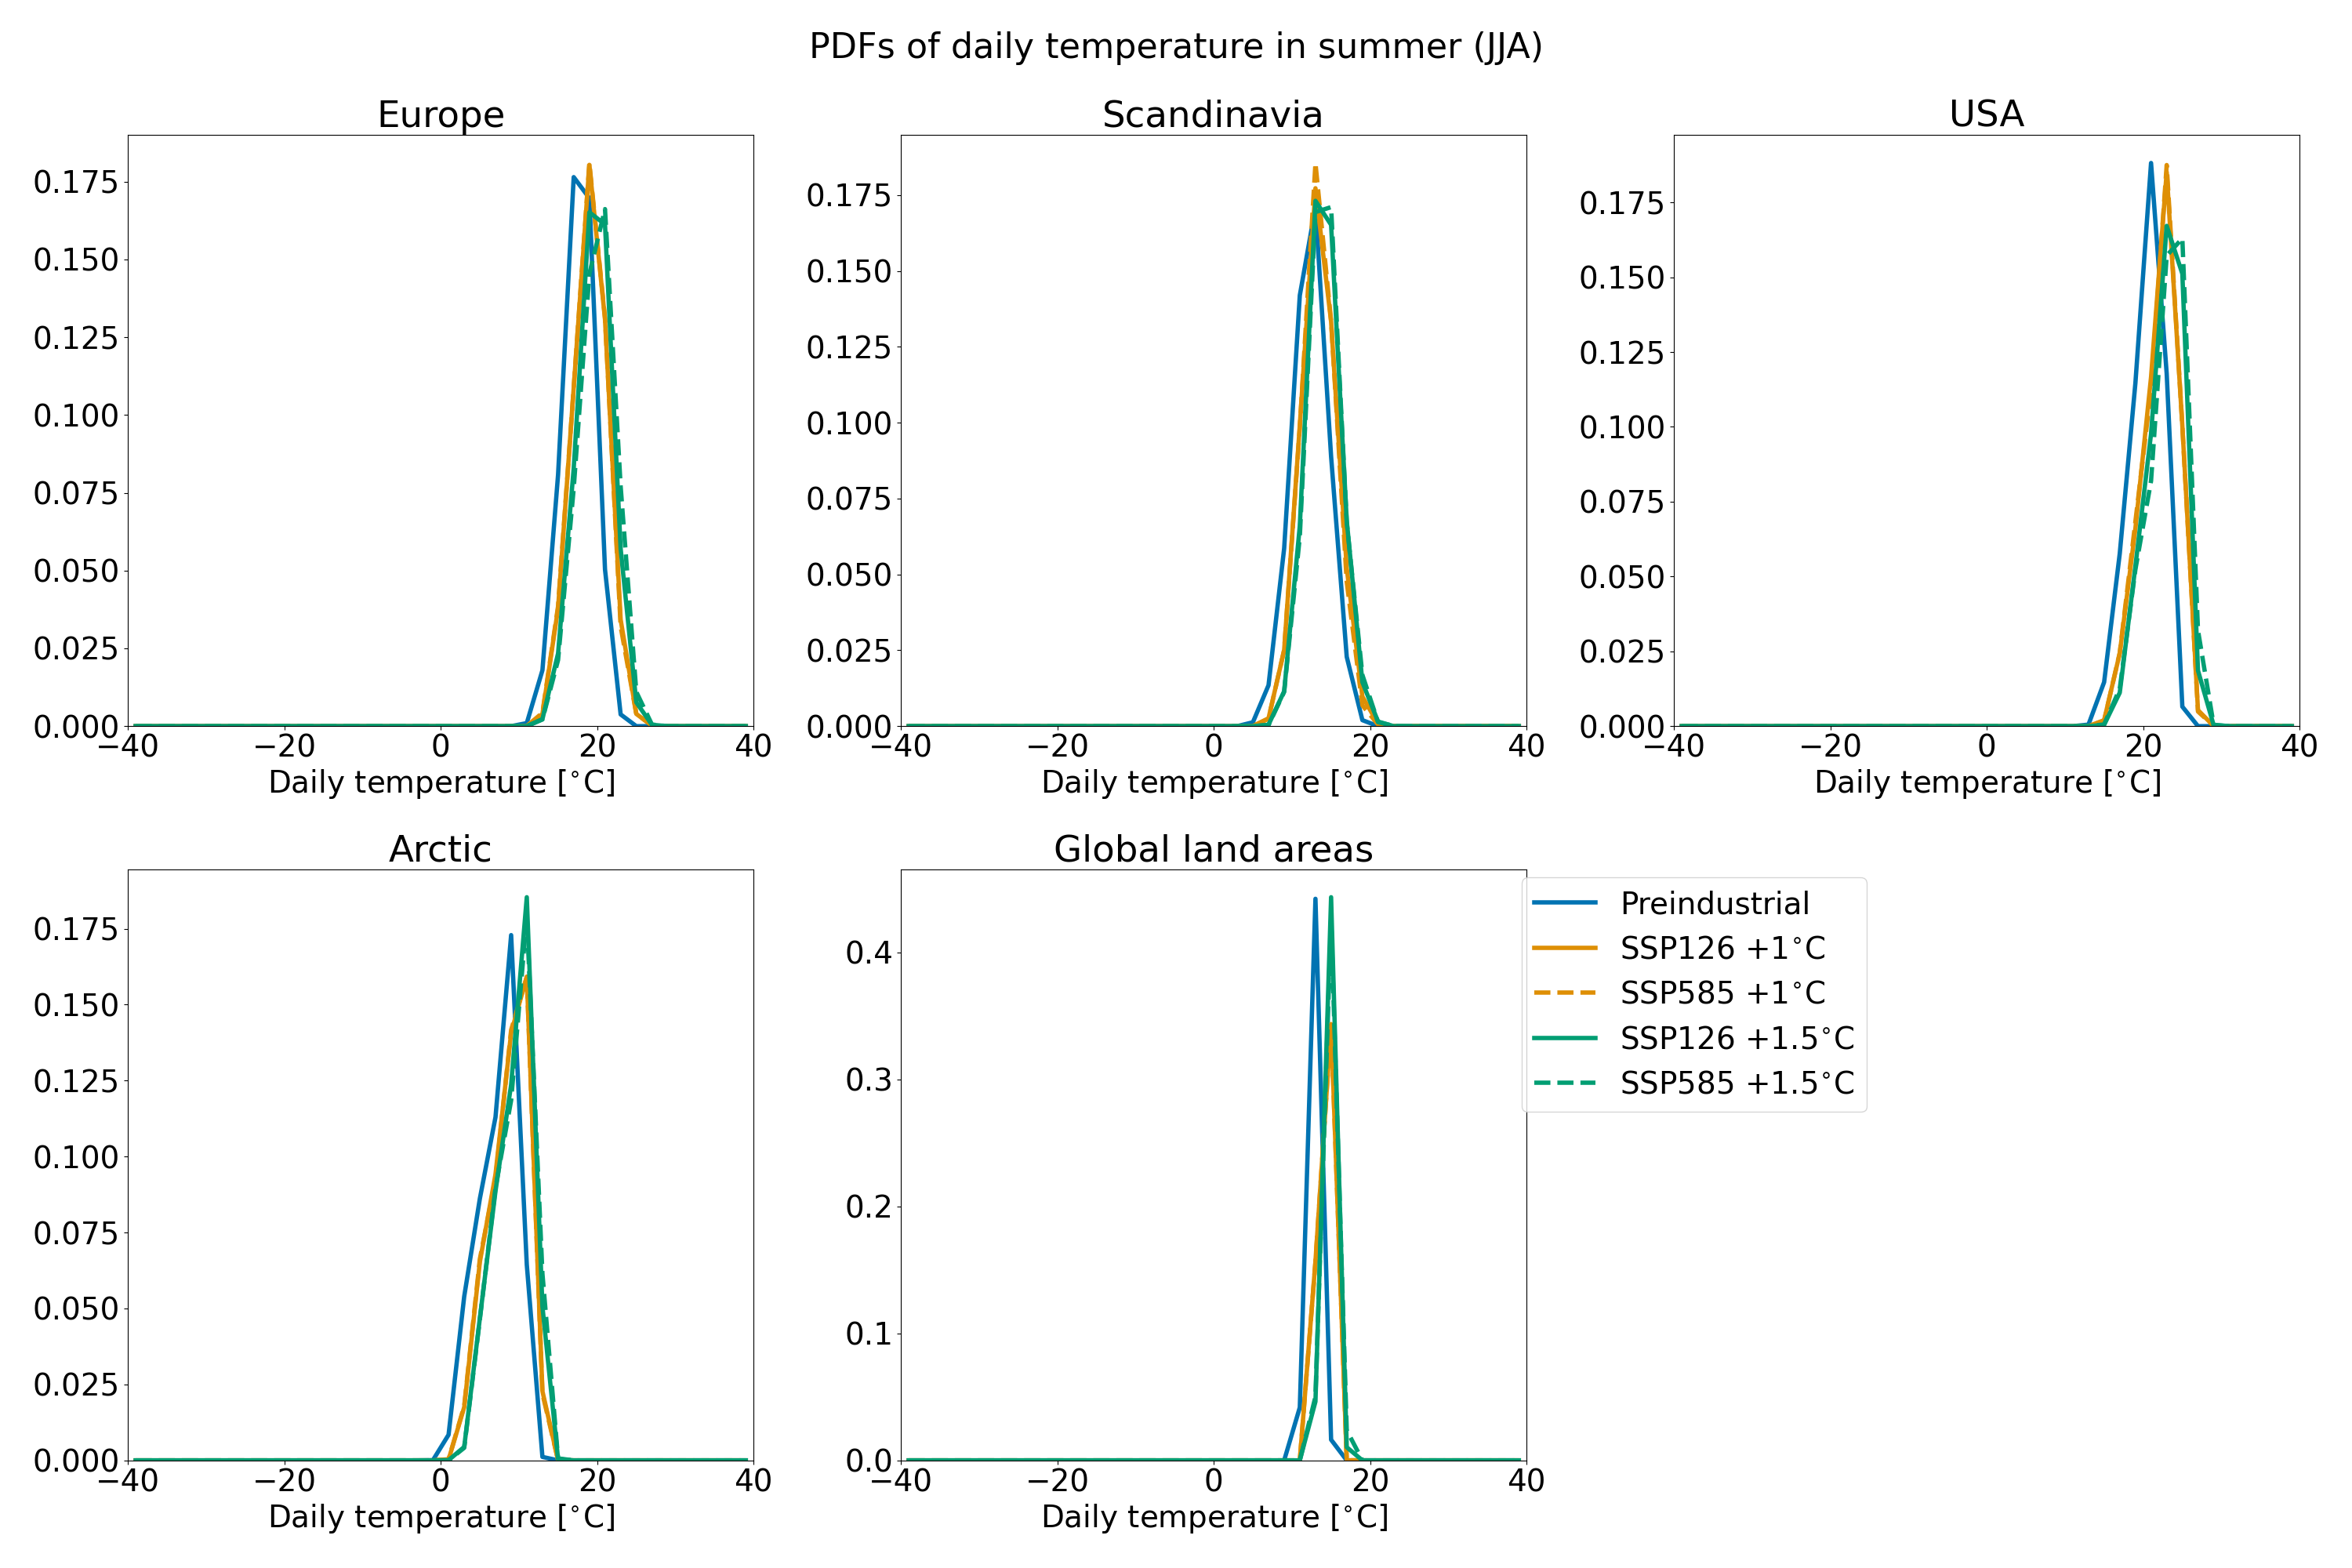 PDFs of daily temperature in summer (JJA)
Europe
0.175
0.150
0.125
0.100
0.075
0.050
0.025
0.000
−40 −20 0 20 40
Daily temperature [°C]
Scandinavia
0.175
0.150
0.125
0.100
0.075
0.050
0.025
0.000
−40 −20 0 20 40
Daily temperature [°C]
USA
0.175
0.150
0.125
0.100
0.075
0.050
0.025
0.000
−40 −20 0 20 40
Daily temperature [°C]
Arctic
0.175
0.150
0.125
0.100
0.075
0.050
0.025
0.000
−40 −20 0 20 40
Daily temperature [°C]
Global land areas
0.4
0.3
0.2
0.1
0.0
−40 −20 0 20 40
Daily temperature [°C]
Preindustrial
SSP126 +1°C
SSP585 +1°C
SSP126 +1.5°C
SSP585 +1.5°C